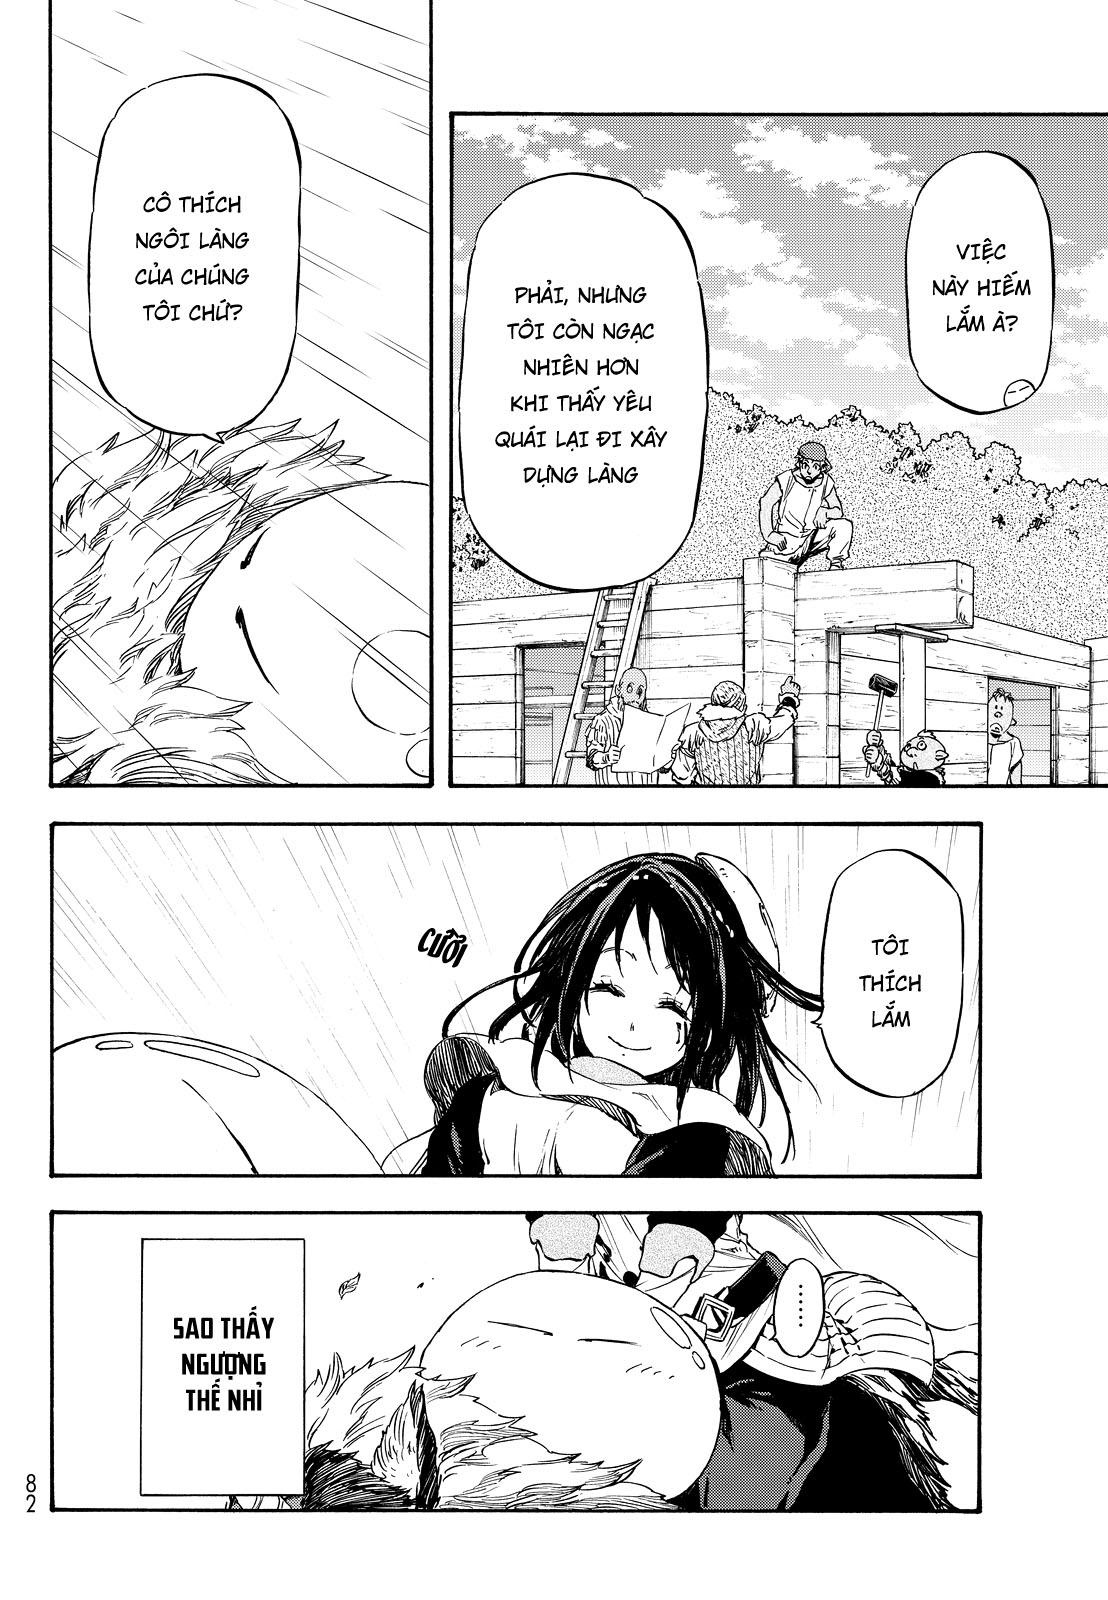 VIỆC
NÀY HIẾM
LẮM À?
PHẢI, NHƯNG
TÔI CÒN NGẠC
NHIÊN HƠN
KHI THẤY YÊU
QUÁI LẠI ĐI XÂY
DỰNG LÀNG
CÔ THÍCH
NGÔI LÀNG
CỦA CHÚNG
TÔI CHỨ?
TÔI
THÍCH
LẮM
CƯỜI
......
SAO THẤY
NGƯỢNG
THẾ NHỈ
82